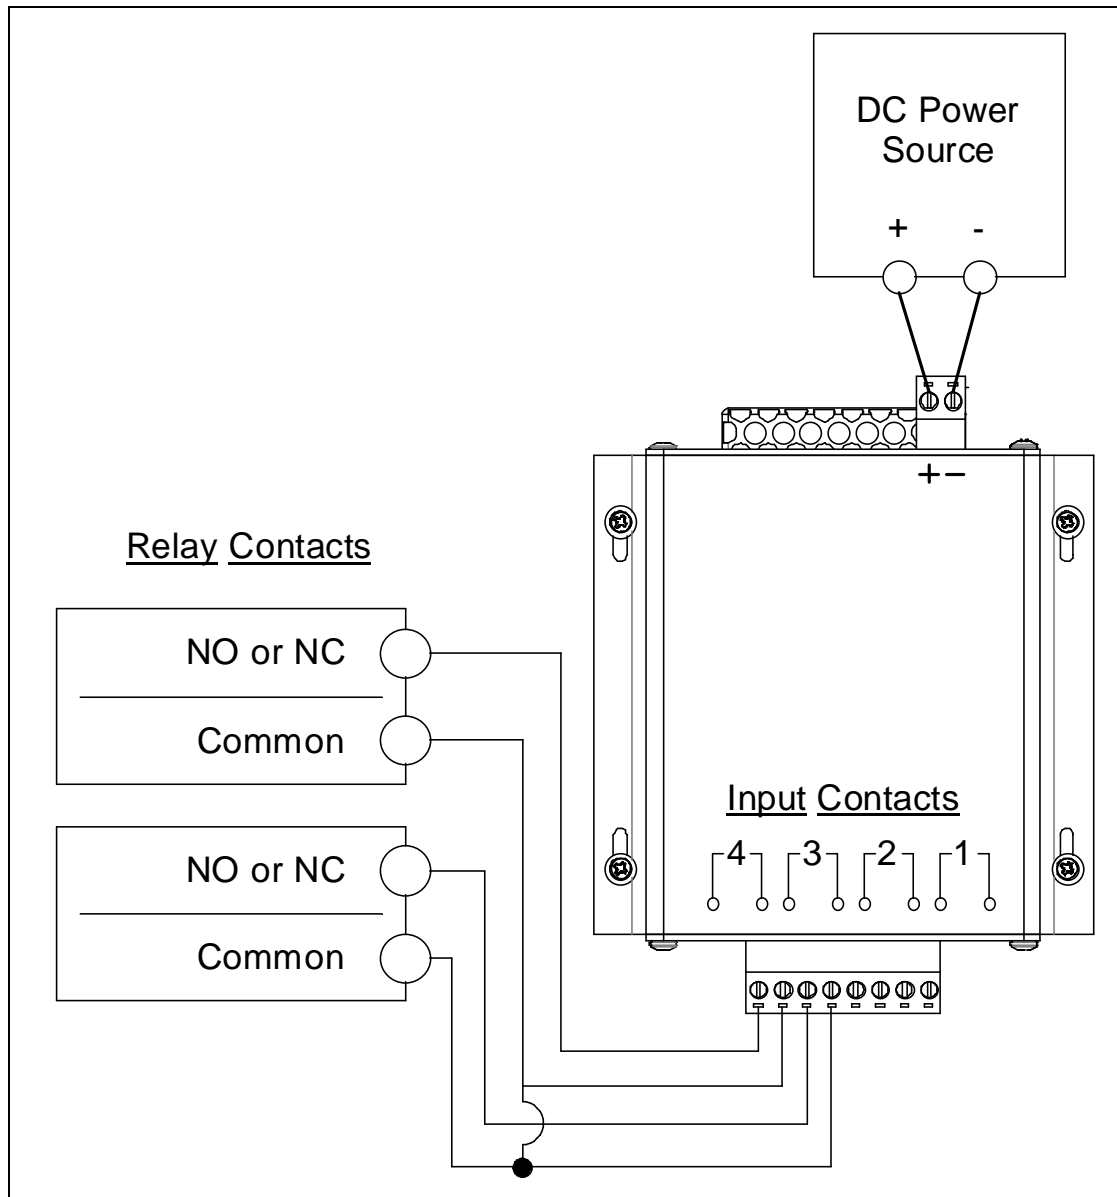 DC Power
Source
+ -
+−
Relay Contacts
NO or NC
Common
NO or NC
Common
Input Contacts
4 3 2 1